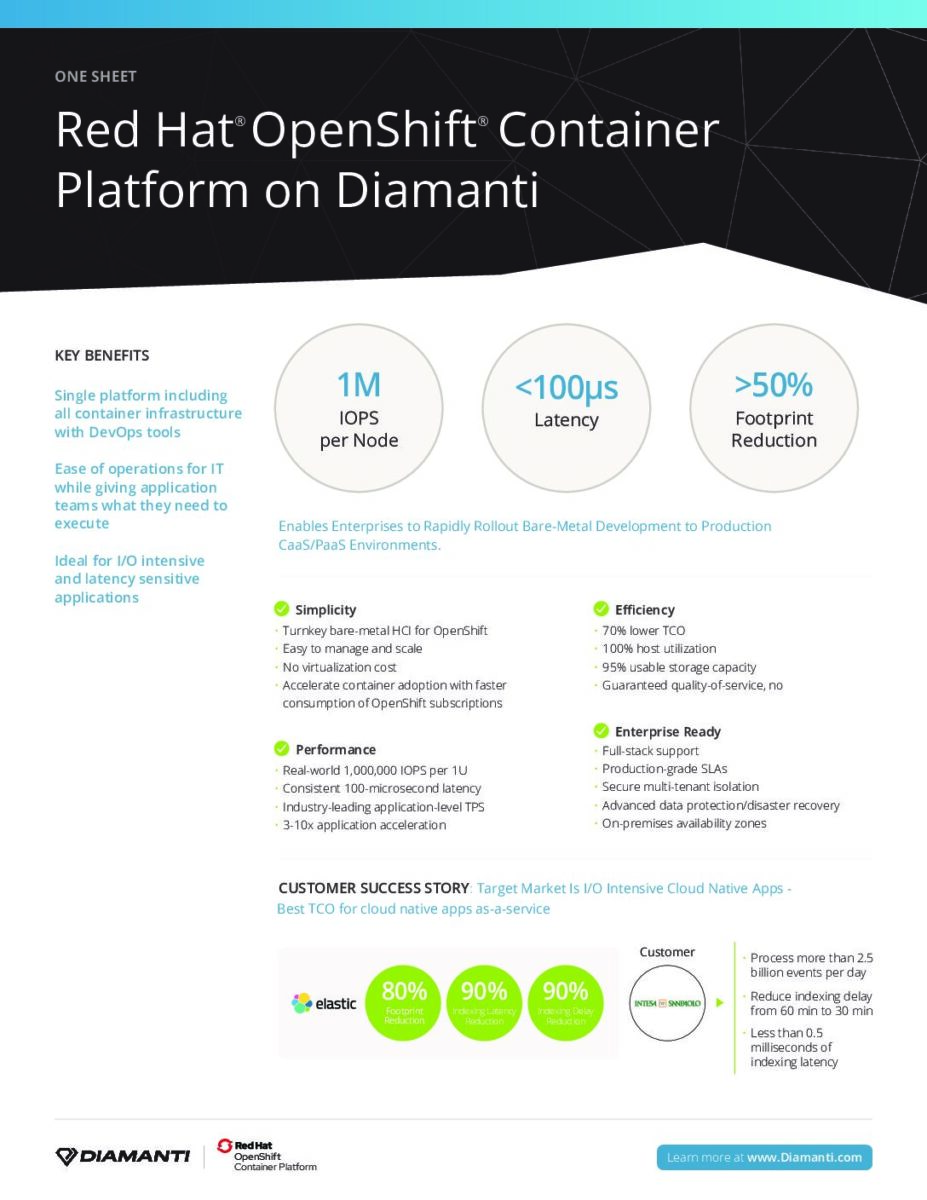 ONE SHEET
Red Hat® OpenShift® Container
Platform on Diamanti
KEY BENEFITS
Single platform including
all container infrastructure
with DevOps tools
Ease of operations for IT
while giving application
teams what they need to
execute
Ideal for I/O intensive
and latency sensitive
applications
1M
IOPS
per Node
<100µs
Latency
>50%
Footprint
Reduction
Enables Enterprises to Rapidly Rollout Bare-Metal Development to Production
CaaS/PaaS Environments.
Simplicity
· Turnkey bare-metal HCI for OpenShift
· Easy to manage and scale
· No virtualization cost
· Accelerate container adoption with faster
consumption of OpenShift subscriptions
Performance
· Real-world 1,000,000 IOPS per 1U
· Consistent 100-microsecond latency
· Industry-leading application-level TPS
· 3-10x application acceleration
Efficiency
· 70% lower TCO
· 100% host utilization
· 95% usable storage capacity
· Guaranteed quality-of-service, no
Enterprise Ready
· Full-stack support
· Production-grade SLAs
· Secure multi-tenant isolation
· Advanced data protection/disaster recovery
· On-premises availability zones
CUSTOMER SUCCESS STORY: Target Market Is I/O Intensive Cloud Native Apps -
Best TCO for cloud native apps as-a-service
elastic
80%
Footprint
Reduction
90%
Indexing Latency
Reduction
90%
Indexing Delay
Reduction
Customer
INTESA SANPAOLO
· Process more than 2.5
billion events per day
· Reduce indexing delay
from 60 min to 30 min
· Less than 0.5
milliseconds of
indexing latency
DIAMANTI
Red Hat
OpenShift
Container Platform
Learn more at www.Diamanti.com